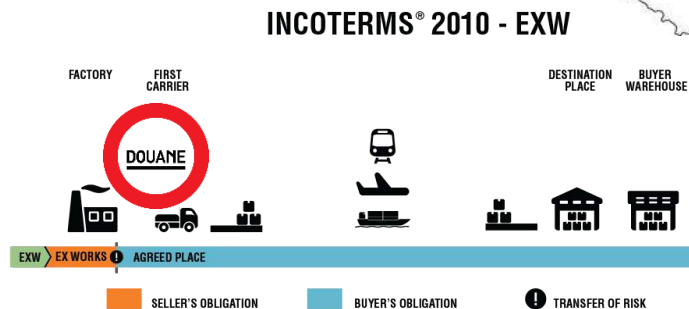 INCOTERMS® 2010 - EXW
FACTORY
FIRST
CARRIER
DESTINATION
PLACE
BUYER
WAREHOUSE
DOUANE
EXW
EX WORKS
!
AGREED PLACE
SELLER'S OBLIGATION
BUYER'S OBLIGATION
!
TRANSFER OF RISK